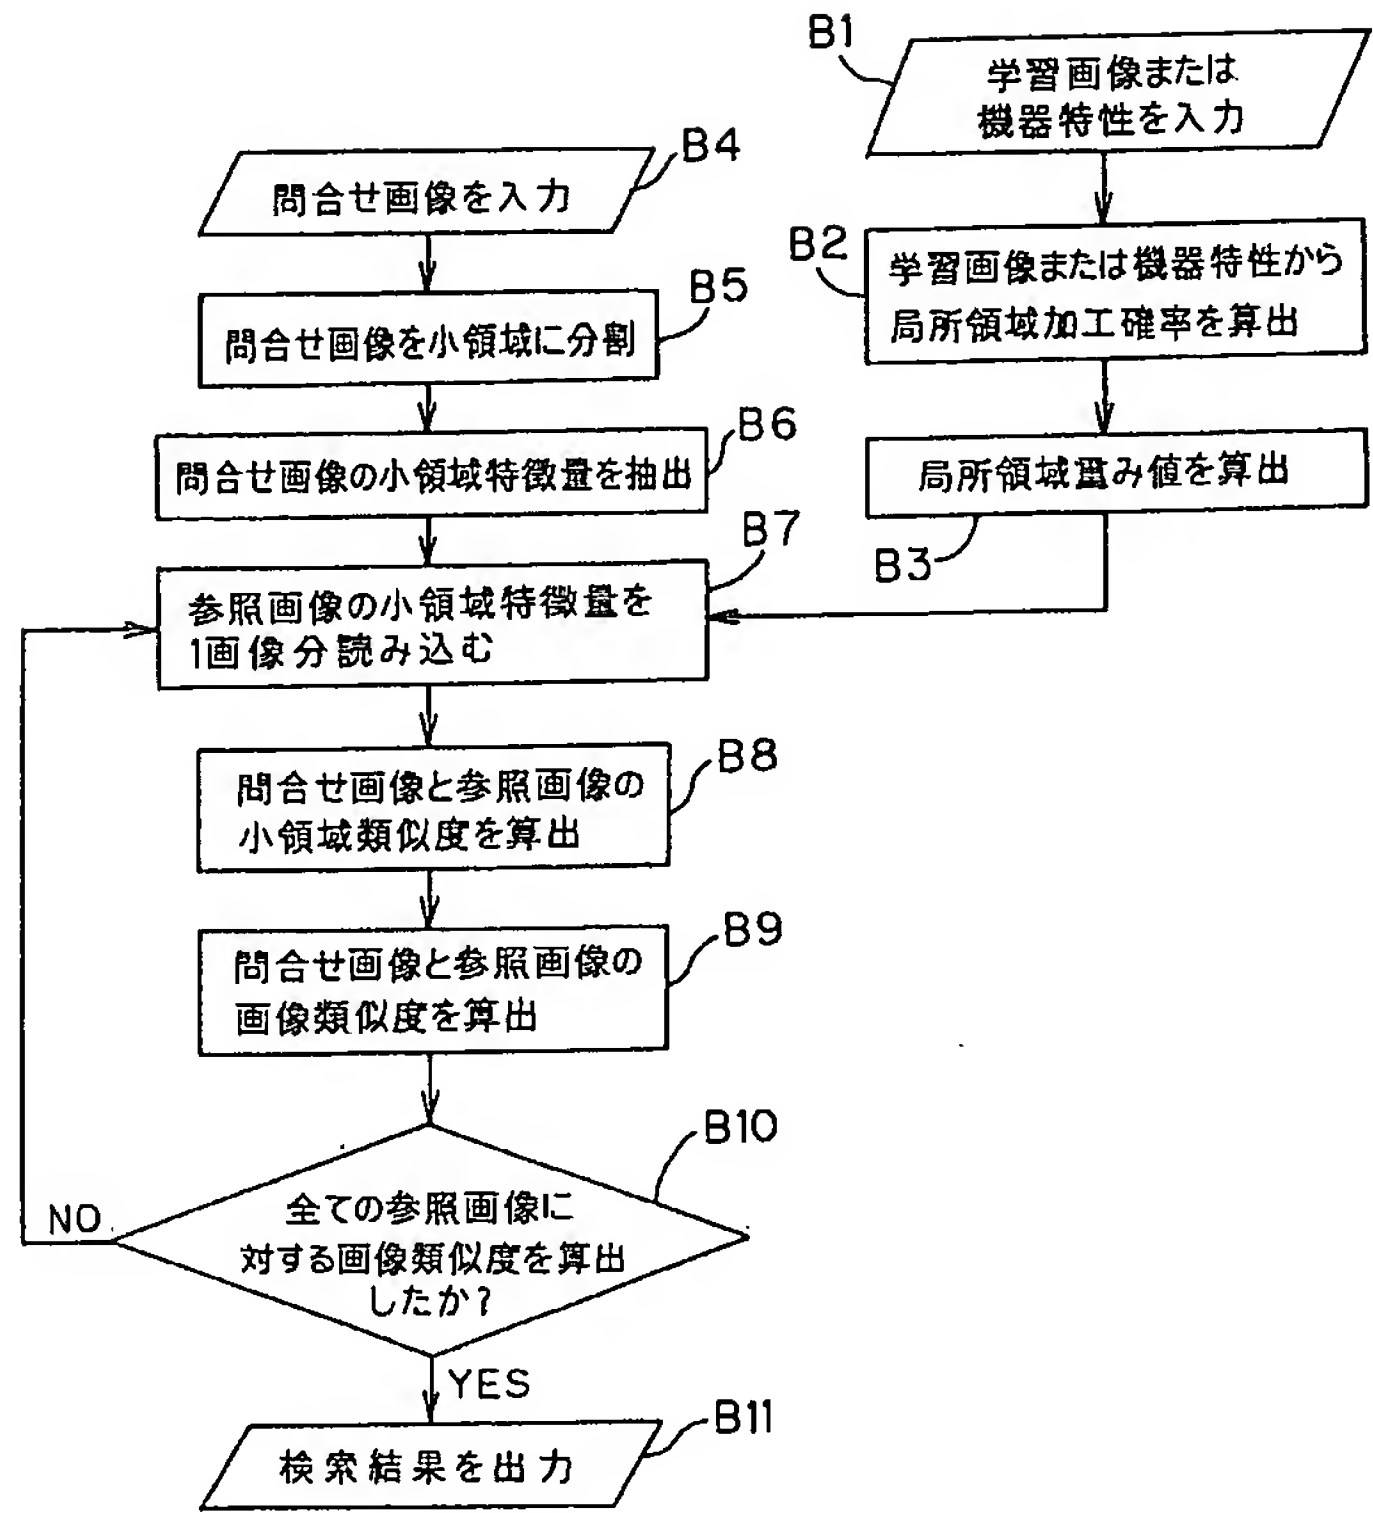 B1
学習画像または
機器特性を入力
B2
学習画像または機器特性から
局所領域加工確率を算出
局所領域重み値を算出
B3
B4
問合せ画像を入力
B5
問合せ画像を小領域に分割
B6
問合せ画像の小領域特徴量を抽出
B7
参照画像の小領域特徴量を
1画像分読み込む
B8
問合せ画像と参照画像の
小領域類似度を算出
B9
問合せ画像と参照画像の
画像類似度を算出
B10
全ての参照画像に
対する画像類似度を算出
したか?
NO
YES
B11
検索結果を出力